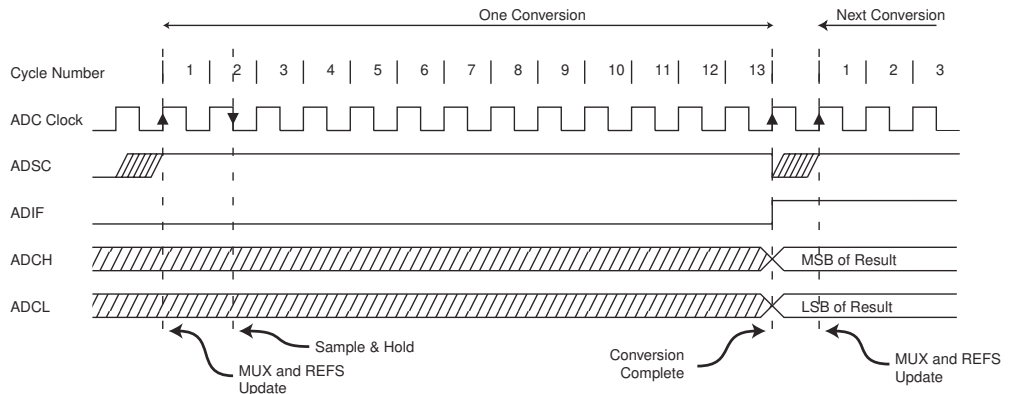 One Conversion
Next Conversion
Cycle Number 1 2 3 4 5 6 7 8 9 10 11 12 13 1 2 3
ADC Clock
ADSC
ADIF
ADCH MSB of Result
ADCL LSB of Result
Sample & Hold
MUX and REFS
Update
Conversion
Complete
MUX and REFS
Update